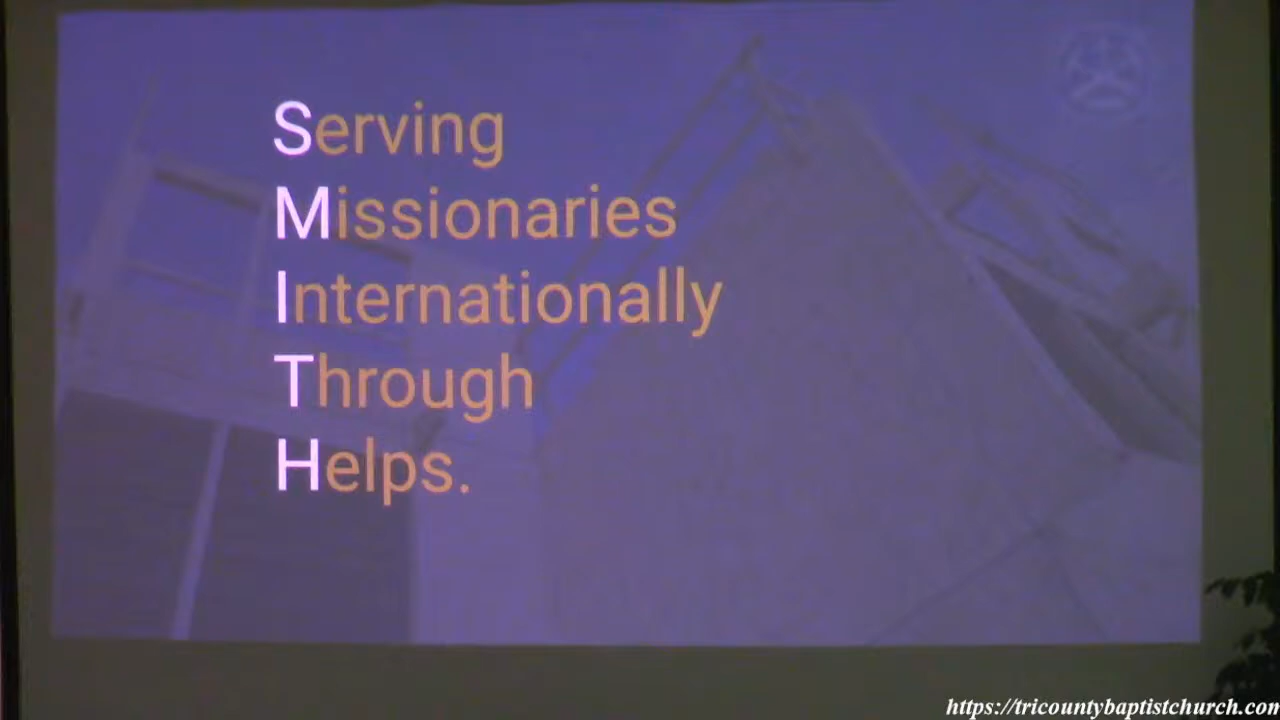 Serving
Missionaries
Internationally
Through
Helps.
https://tricountybaptistchurch.com